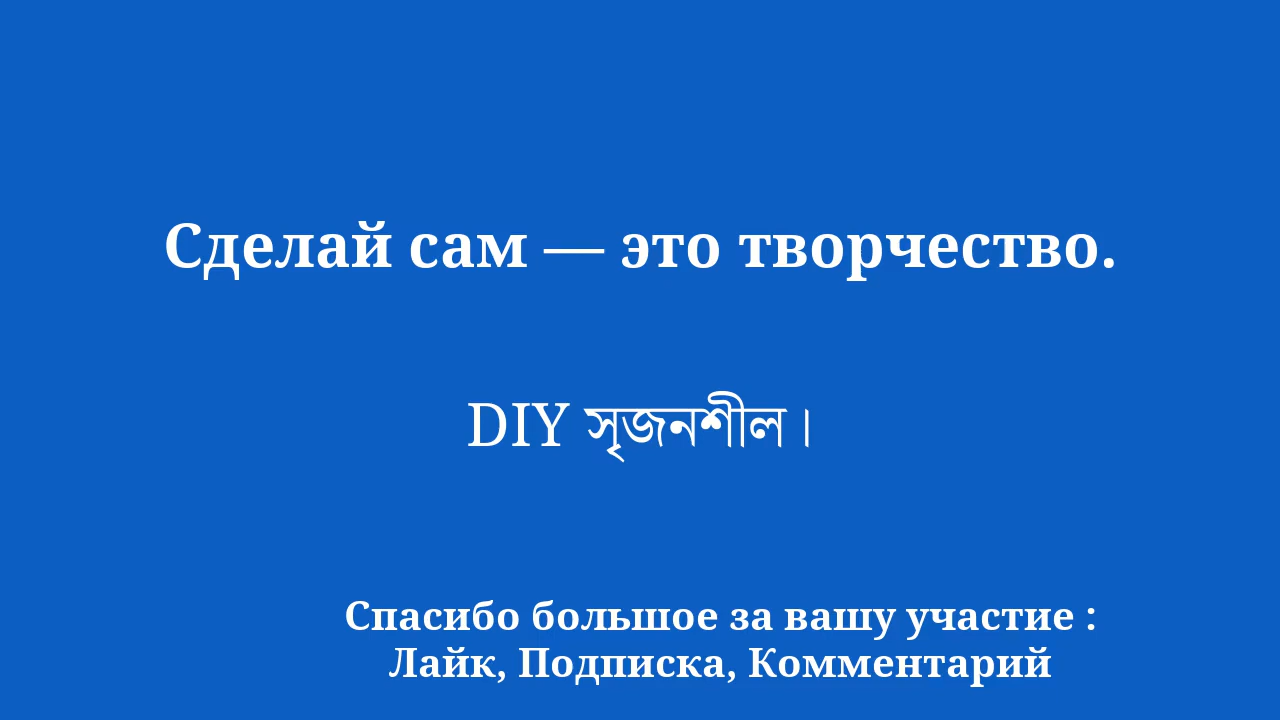 Сделай сам — это творчество.
DIY সৃজনশীল।
Спасибо большое за вашу участие :
Лайк, Подписка, Комментарий